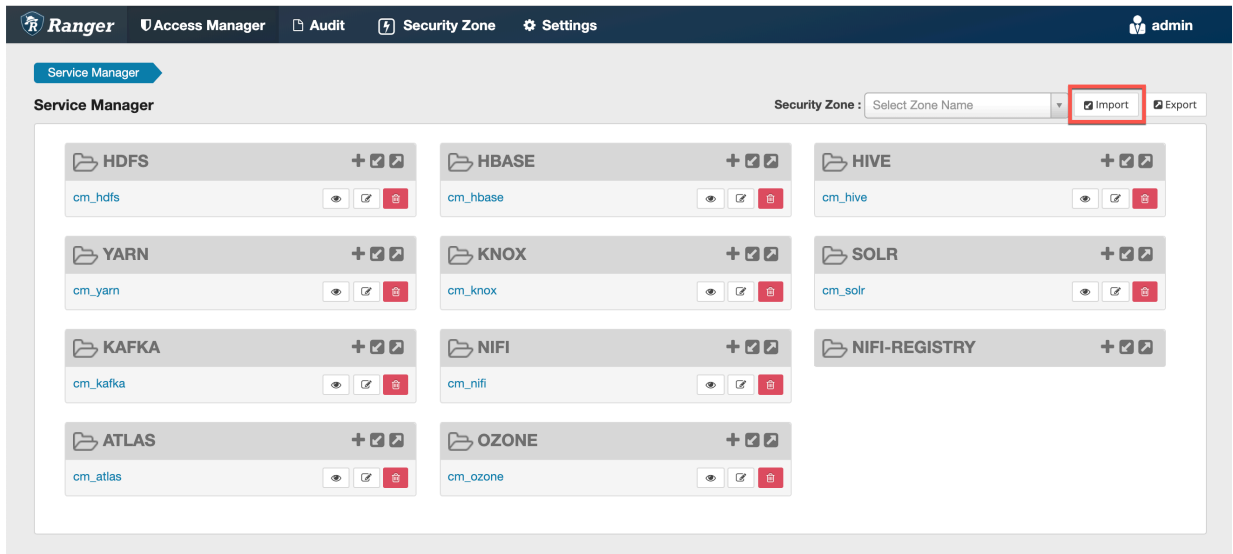 Ranger Access Manager Audit Security Zone Settings admin
Service Manager
Service Manager Security Zone : Select Zone Name Import Export
HDFS HBASE HIVE
cm_hdfs cm_hbase cm_hive
YARN KNOX SOLR
cm_yarn cm_knox cm_solr
KAFKA NIFI NIFI-REGISTRY
cm_kafka cm_nifi
ATLAS OZONE
cm_atlas cm_ozone